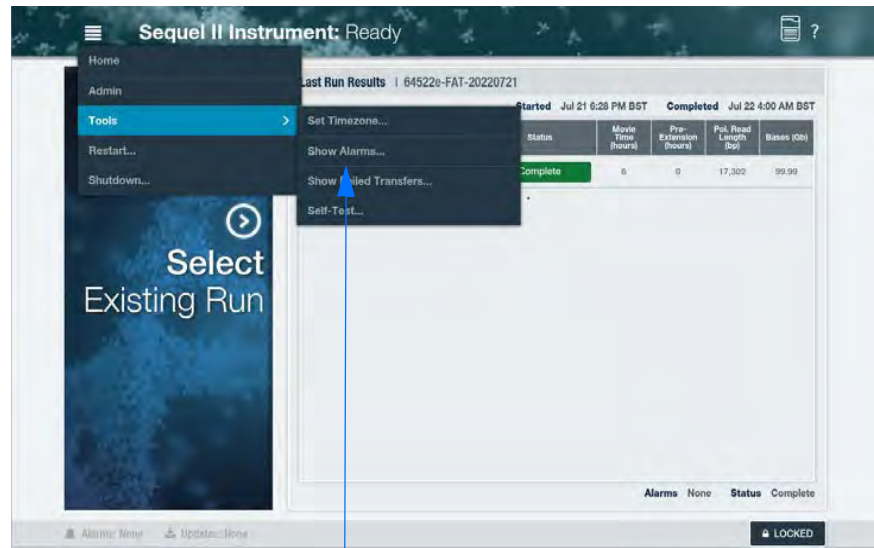 Sequel II Instrument: Ready
?
Home
Admin
Tools
Restart...
Shutdown...
Set Timezone...
Show Alarms...
Show Failed Transfers...
Self-Test...
Last Run Results | 64522e-FAT-20220721
Started Jul 21 6:28 PM BST Completed Jul 22 4:00 AM BST
Status
Movie Time (hours)
Pre-Extension (hours)
Pol. Read Length (bp)
Bases (Gb)
Complete 6 0 17,302 99.99
Select
Existing Run
Alarms None Status Complete
Alarms: None Updates: None
LOCKED